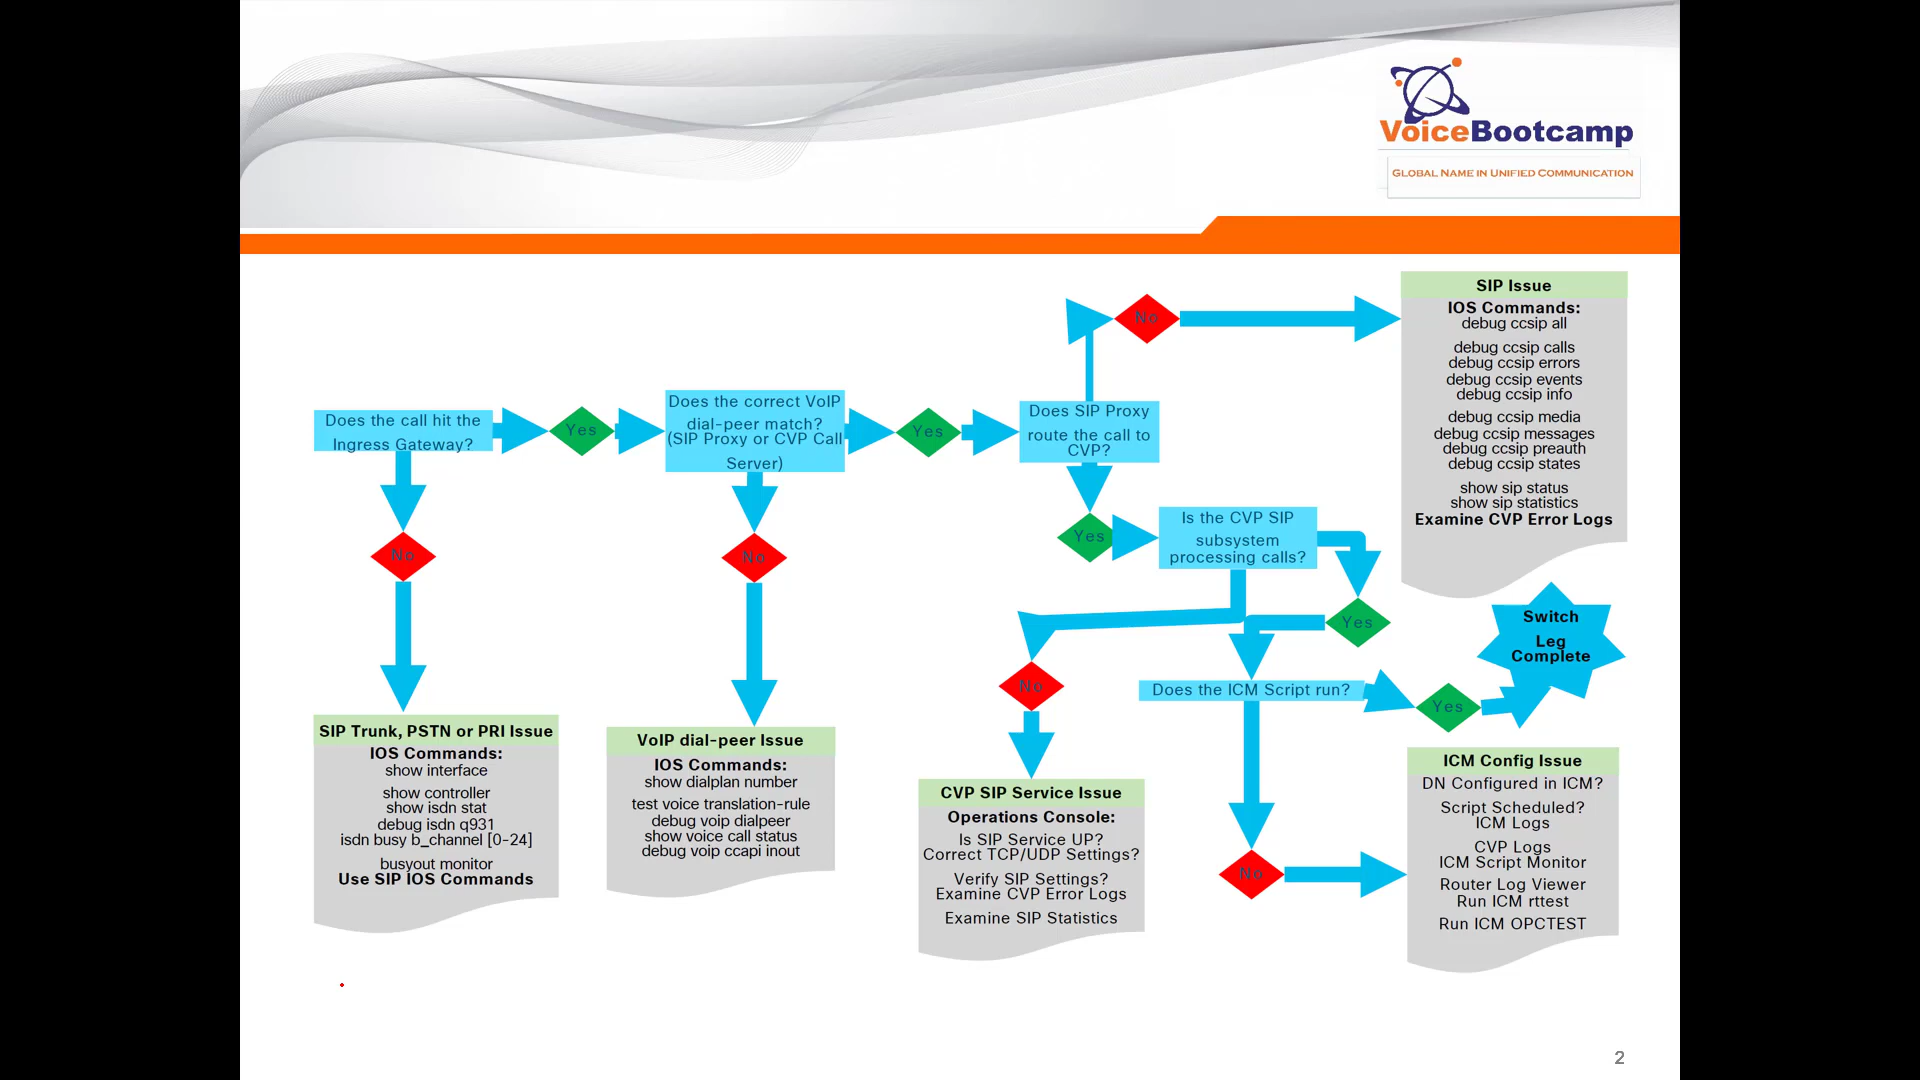 VoiceBootcamp
GLOBAL NAME IN UNIFIED COMMUNICATION
Does the call hit the
Ingress Gateway?
Yes
No
SIP Trunk, PSTN or PRI Issue
IOS Commands:
show interface
show controller
show isdn stat
debug isdn q931
isdn busy b_channel [0-24]
busyout monitor
Use SIP IOS Commands
Does the correct VoIP
dial-peer match?
(SIP Proxy or CVP Call
Server)
Yes
No
VoIP dial-peer Issue
IOS Commands:
show dialplan number
test voice translation-rule
debug voip dialpeer
show voice call status
debug voip ccapi inout
Does SIP Proxy
route the call to
CVP?
No
SIP Issue
IOS Commands:
debug ccsip all
debug ccsip calls
debug ccsip errors
debug ccsip events
debug ccsip info
debug ccsip media
debug ccsip messages
debug ccsip preauth
debug ccsip states
show sip status
show sip statistics
Examine CVP Error Logs
Yes
Is the CVP SIP
subsystem
processing calls?
Yes
No
CVP SIP Service Issue
Operations Console:
Is SIP Service UP?
Correct TCP/UDP Settings?
Verify SIP Settings?
Examine CVP Error Logs
Examine SIP Statistics
Does the ICM Script run?
Yes
Switch
Leg
Complete
No
ICM Config Issue
DN Configured in ICM?
Script Scheduled?
ICM Logs
CVP Logs
ICM Script Monitor
Router Log Viewer
Run ICM rttest
Run ICM OPCTEST
2